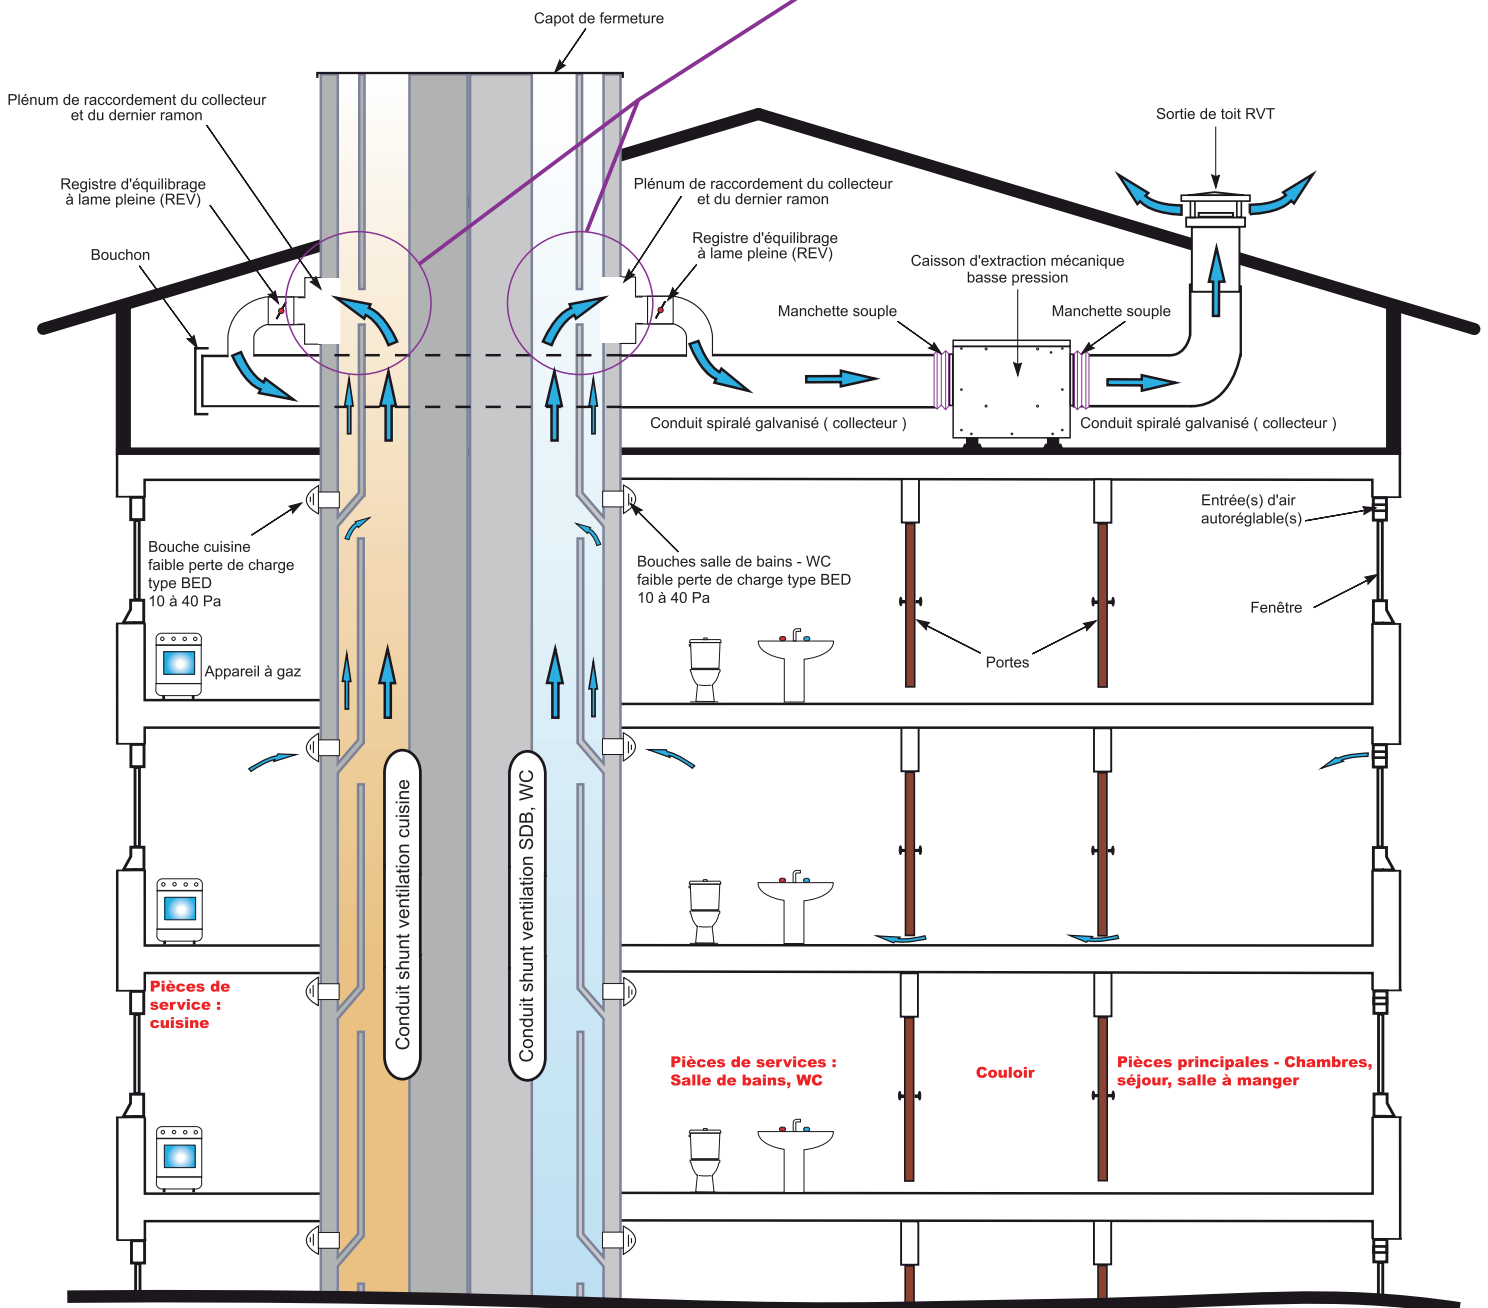 Capot de fermeture
Plénum de raccordement du collecteur
et du dernier ramon
Sortie de toit RVT
Registre d'équilibrage
à lame pleine (REV)
Plénum de raccordement du collecteur
et du dernier ramon
Bouchon
Registre d'équilibrage
à lame pleine (REV)
Caisson d'extraction mécanique
basse pression
Manchette souple
Manchette souple
Conduit spiralé galvanisé ( collecteur )
Conduit spiralé galvanisé ( collecteur )
Entrée(s) d'air
autoréglable(s)
Bouche cuisine
faible perte de charge
type BED
10 à 40 Pa
Bouches salle de bains - WC
faible perte de charge type BED
10 à 40 Pa
Fenêtre
Appareil à gaz
Portes
Conduit shunt ventilation cuisine
Conduit shunt ventilation SDB, WC
Pièces de
service :
cuisine
Pièces de services :
Salle de bains, WC
Couloir
Pièces principales - Chambres,
séjour, salle à manger